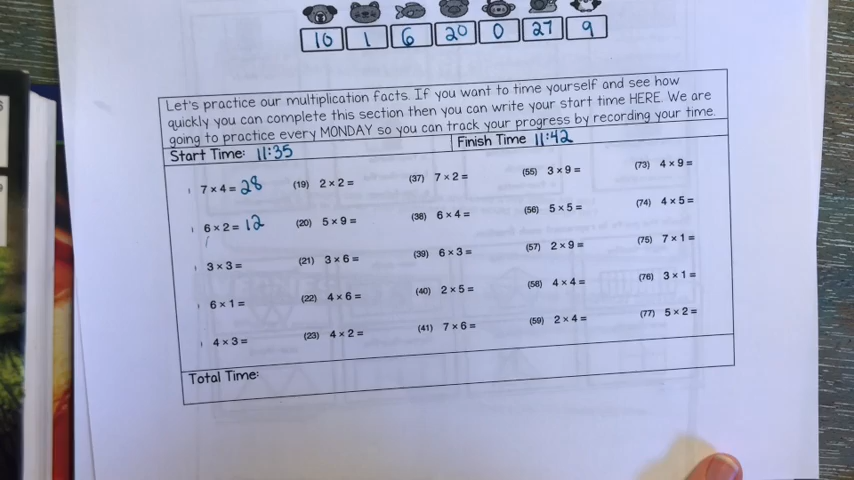 10 1 6 20 0 27 9
Let's practice our multiplication facts. If you want to time yourself and see how
quickly you can complete this section then you can write your start time HERE. We are
going to practice every MONDAY so you can track your progress by recording your time.
Start Time: 11:35 Finish Time 11:42
7 x 4 = 28 (19) 2 x 2 = (37) 7 x 2 = (55) 3 x 9 = (73) 4 x 9 =
6 x 2 = 12 (20) 5 x 9 = (38) 6 x 4 = (56) 5 x 5 = (74) 4 x 5 =
3 x 3 = (21) 3 x 6 = (39) 6 x 3 = (57) 2 x 9 = (75) 7 x 1 =
6 x 1 = (22) 4 x 6 = (40) 2 x 5 = (58) 4 x 4 = (76) 3 x 1 =
4 x 3 = (23) 4 x 2 = (41) 7 x 6 = (59) 2 x 4 = (77) 5 x 2 =
Total Time: